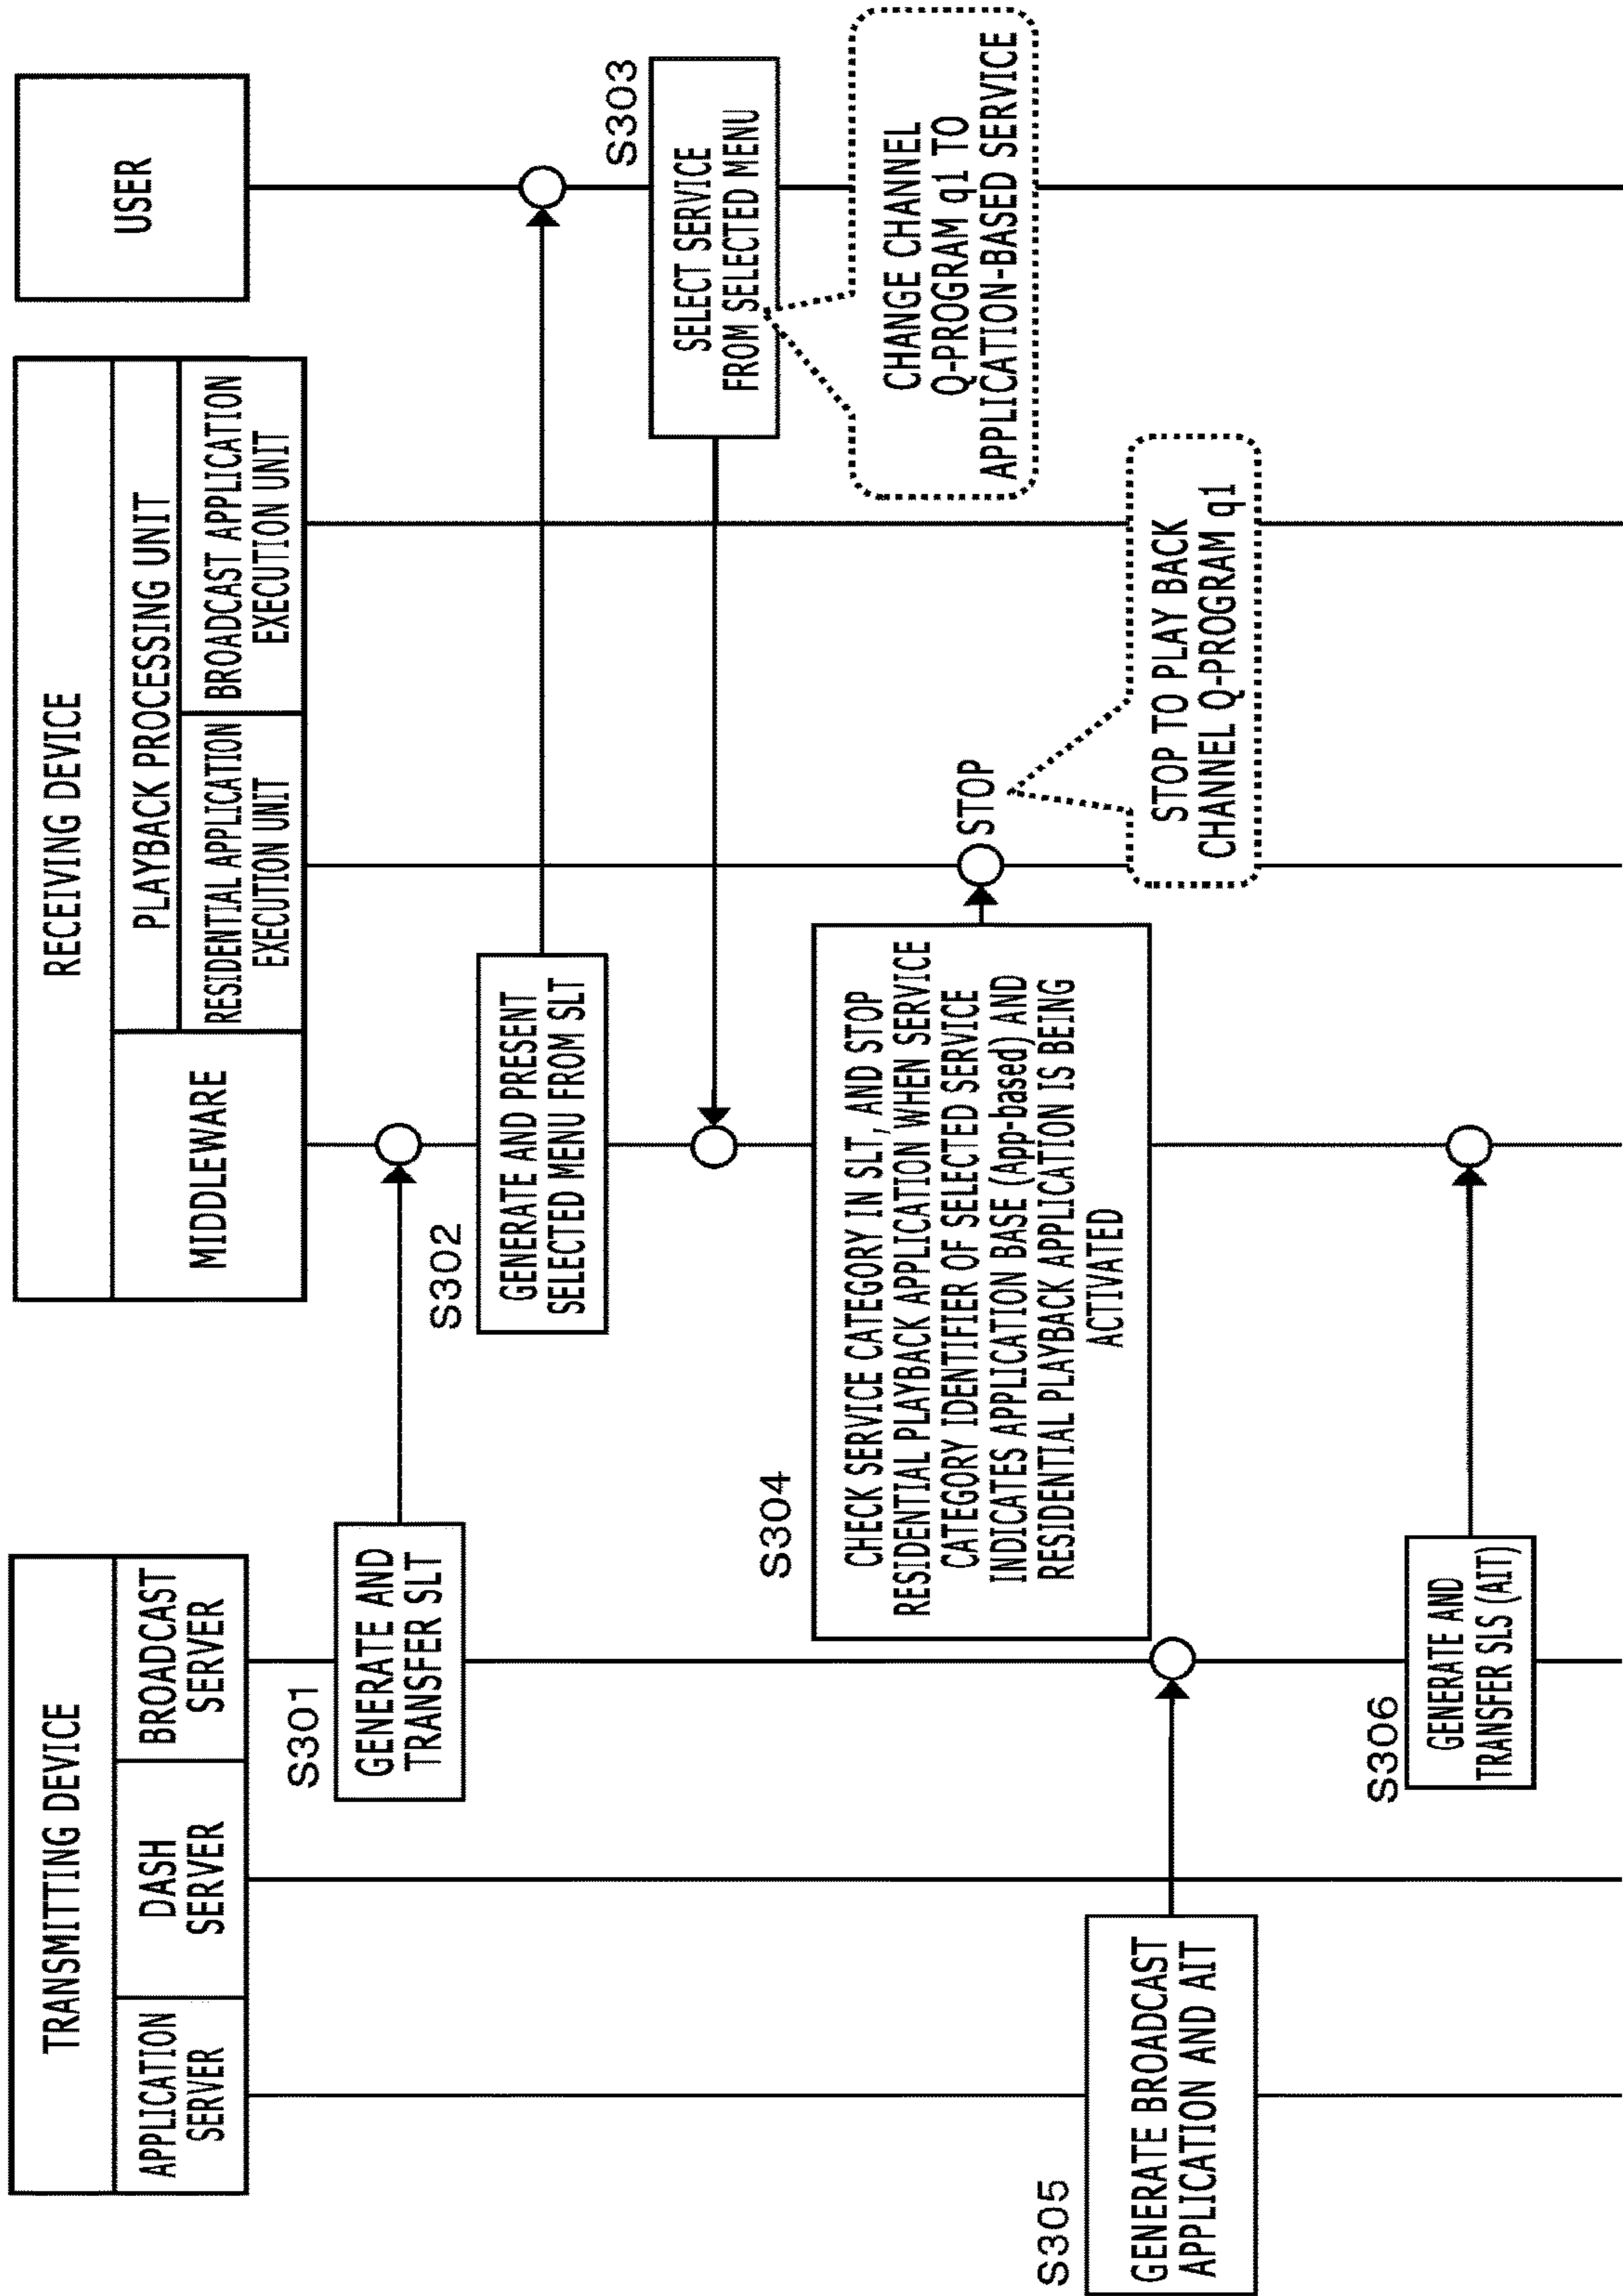 TRANSMITTING DEVICE
APPLICATION
SERVER
DASH
SERVER
BROADCAST
SERVER
RECEIVING DEVICE
MIDDLEWARE
PLAYBACK PROCESSING UNIT
RESIDENTIAL APPLICATION
EXECUTION UNIT
BROADCAST APPLICATION
EXECUTION UNIT
USER
S301
GENERATE AND
TRANSFER SLT
S302
GENERATE AND PRESENT
SELECTED MENU FROM SLT
S303
SELECT SERVICE
FROM SELECTED MENU
CHANGE CHANNEL
Q-PROGRAM q1 TO
APPLICATION-BASED SERVICE
S304
CHECK SERVICE CATEGORY IN SLT, AND STOP
RESIDENTIAL PLAYBACK APPLICATION WHEN SERVICE
CATEGORY IDENTIFIER OF SELECTED SERVICE
INDICATES APPLICATION BASE (App-based) AND
RESIDENTIAL PLAYBACK APPLICATION IS BEING
ACTIVATED
STOP
STOP TO PLAY BACK
CHANNEL Q-PROGRAM q1
S305
GENERATE BROADCAST
APPLICATION AND AIT
S306
GENERATE AND
TRANSFER SLS (AIT)